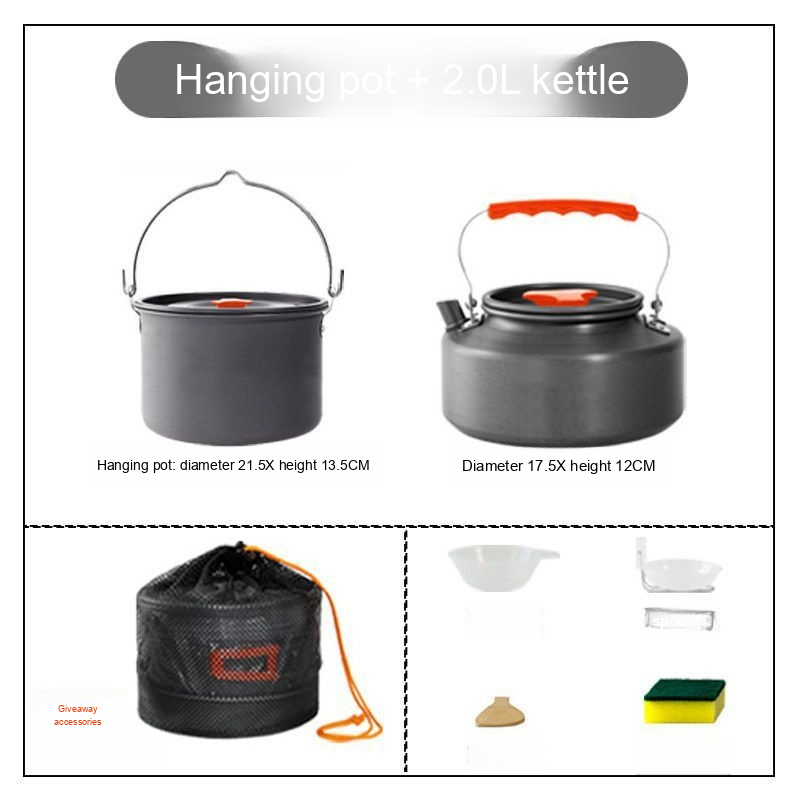 Hanging pot + 2.0L kettle
Hanging pot: diameter 21.5X height 13.5CM
Diameter 17.5X height 12CM
Giveaway
accessories